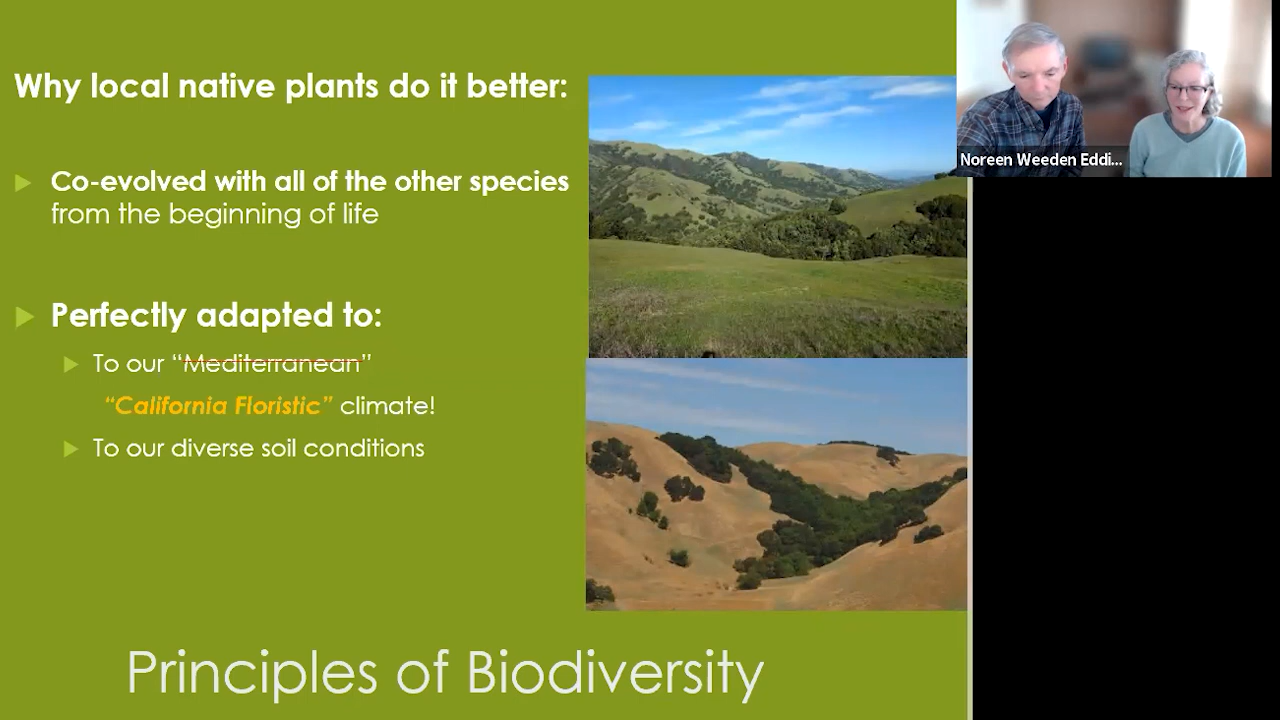 Why local native plants do it better:
Co-evolved with all of the other species
from the beginning of life
Perfectly adapted to:
To our “Mediterranean”
“California Floristic” climate!
To our diverse soil conditions
Principles of Biodiversity
Noreen Weeden Eddi...